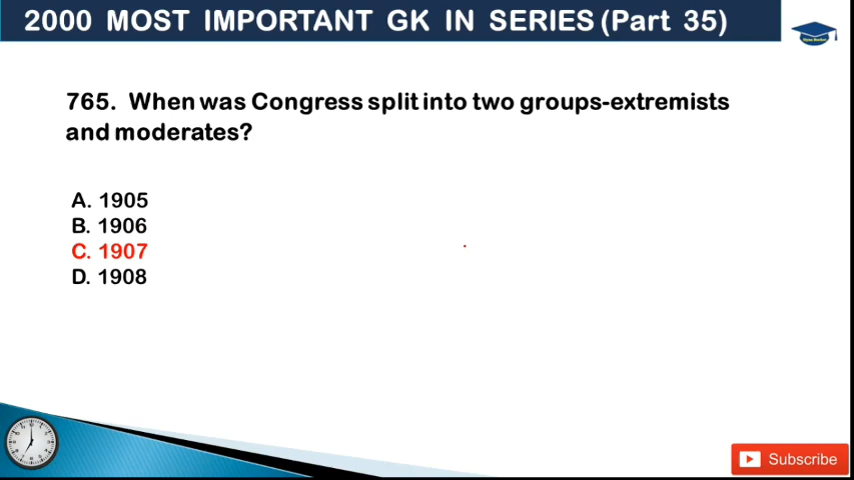 2000 MOST IMPORTANT GK IN SERIES (Part 35)
765. When was Congress split into two groups-extremists
and moderates?
A. 1905
B. 1906
C. 1907
D. 1908
Subscribe